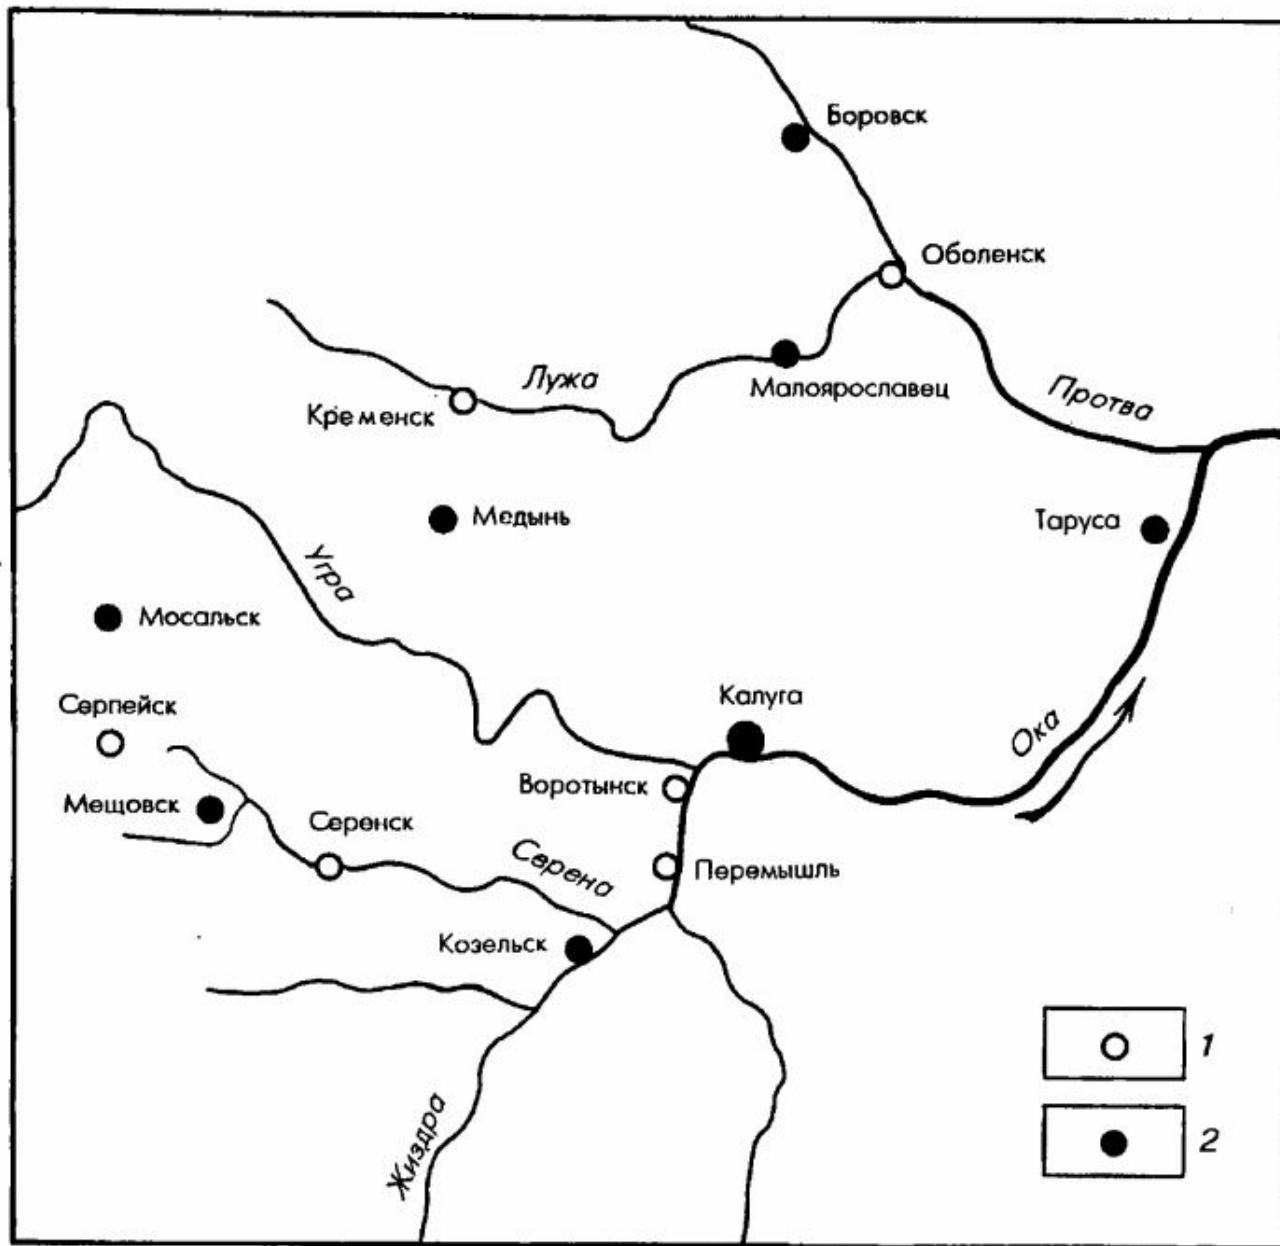 Боровск
Оболенск
Лужа
Малоярославец
Протва
Кременск
Медынь
Таруса
Угра
Мосальск
Серпейск
Калуга
Ока
Воротынск
Мещовск
Серенск
Серена
Перемышль
Козельск
1
Жиздра
2